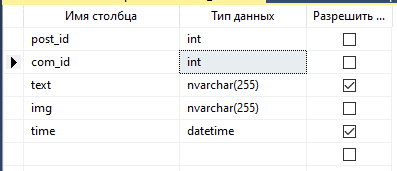 Имя столбца Тип данных Разрешить ...
post_id int
com_id int
text nvarchar(255)
img nvarchar(255)
time datetime